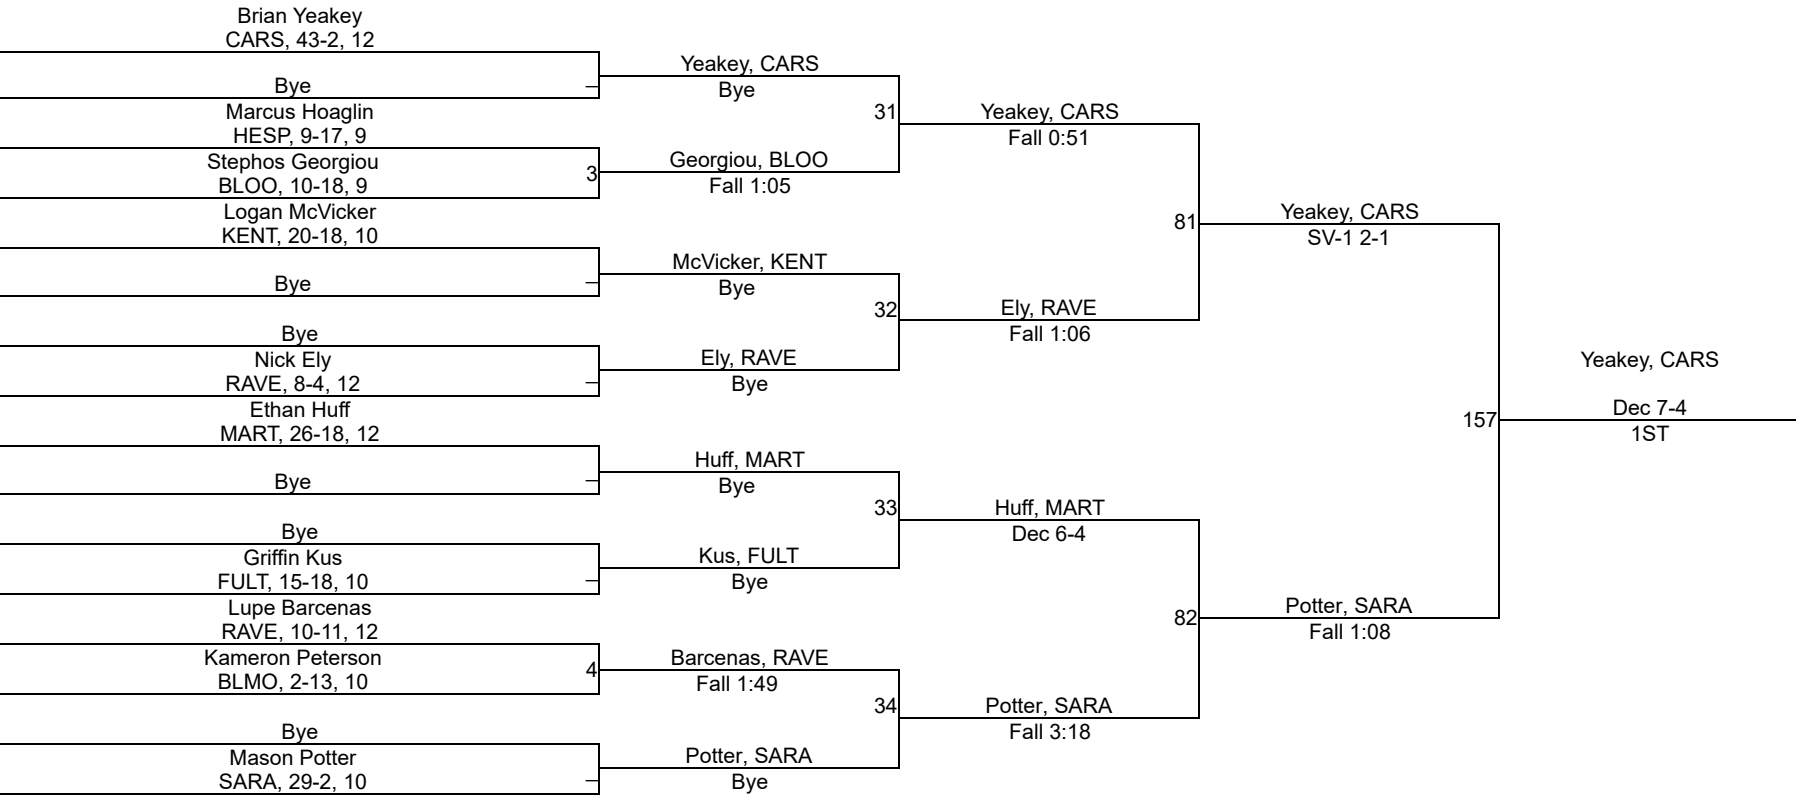 Brian Yeakey
CARS, 43-2, 12
Bye
–
Marcus Hoaglin
HESP, 9-17, 9
Stephos Georgiou
BLOO, 10-18, 9
3
Logan McVicker
KENT, 20-18, 10
Bye
–
Bye
Nick Ely
RAVE, 8-4, 12
–
Ethan Huff
MART, 26-18, 12
Bye
–
Bye
Griffin Kus
FULT, 15-18, 10
–
Lupe Barcenas
RAVE, 10-11, 12
Kameron Peterson
BLMO, 2-13, 10
4
Bye
Mason Potter
SARA, 29-2, 10
–
Yeakey, CARS
Bye
31
Georgiou, BLOO
Fall 1:05
McVicker, KENT
Bye
32
Ely, RAVE
Bye
Huff, MART
Bye
33
Kus, FULT
Bye
Barcenas, RAVE
Fall 1:49
34
Potter, SARA
Bye
Yeakey, CARS
Fall 0:51
81
Ely, RAVE
Fall 1:06
Huff, MART
Dec 6-4
82
Potter, SARA
Fall 3:18
Yeakey, CARS
SV-1 2-1
157
Potter, SARA
Fall 1:08
Yeakey, CARS
Dec 7-4
1ST